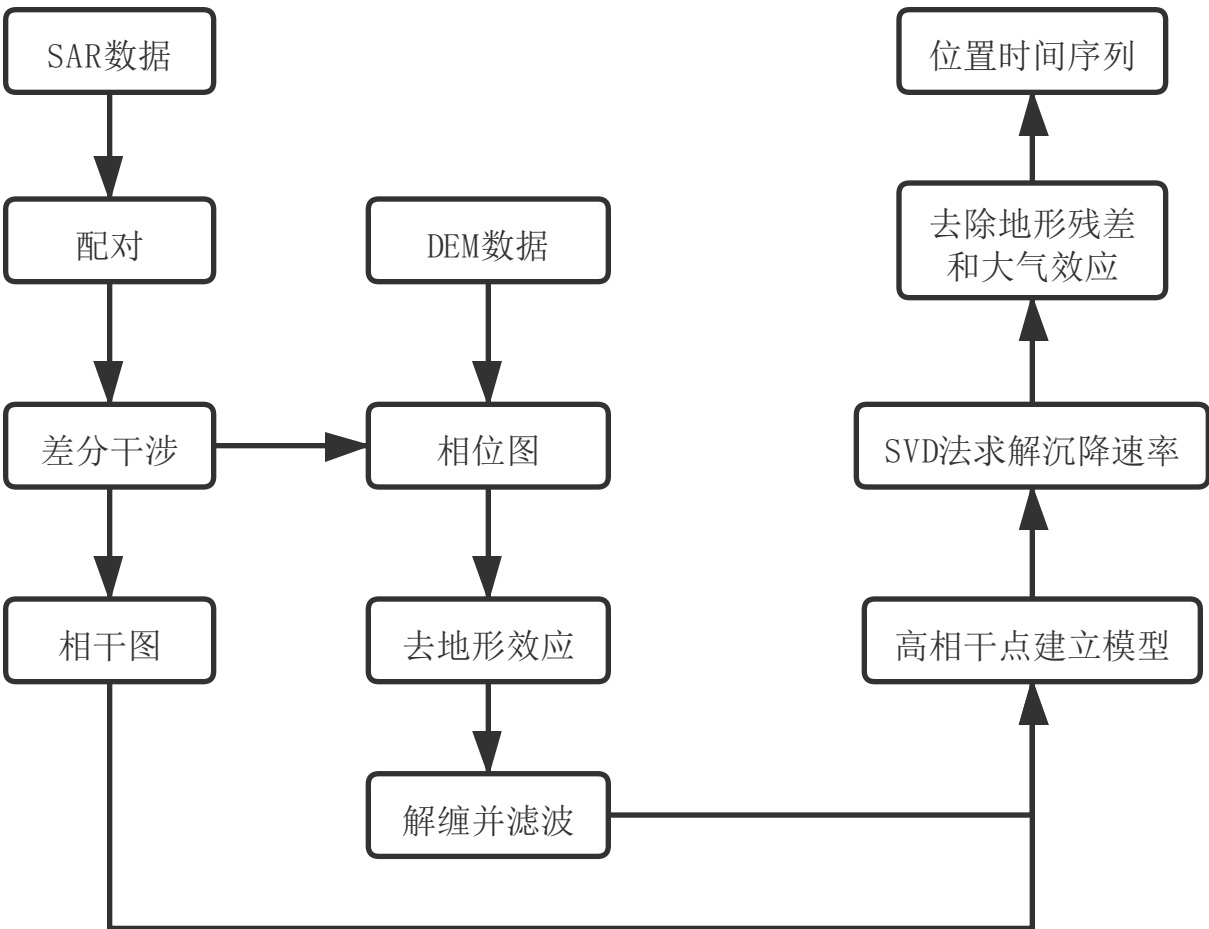 SAR数据
配对
差分干涉
相干图
DEM数据
相位图
去地形效应
解缠并滤波
位置时间序列
去除地形残差
和大气效应
SVD法求解沉降速率
高相干点建立模型